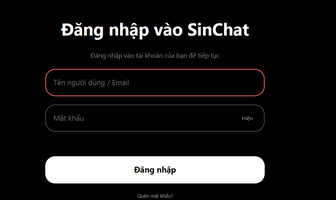 Đăng nhập vào SinChat
Đăng nhập vào tài khoản của bạn để tiếp tục
Tên người dùng / Email
Mật khẩu
Hiện
Đăng nhập
Quên mật khẩu?